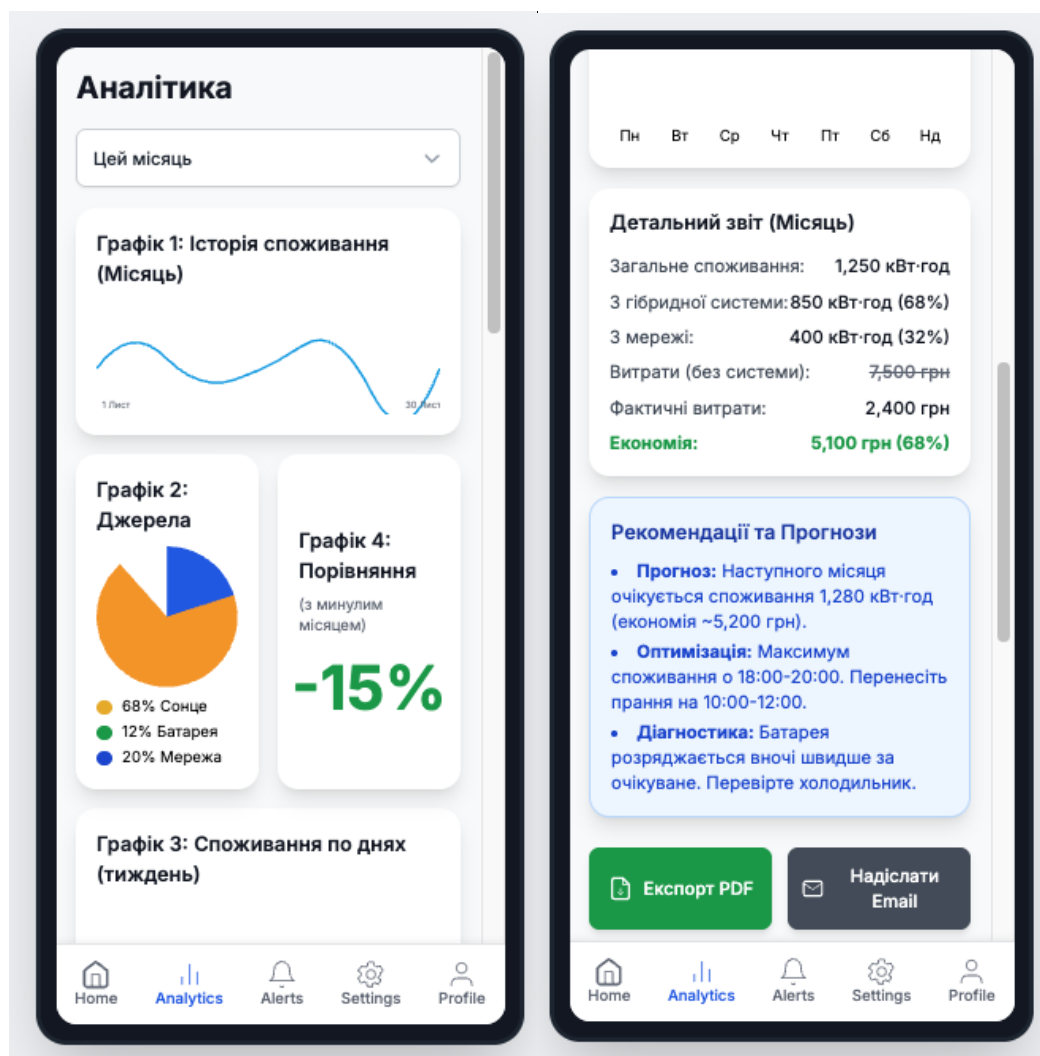 Аналітика
Цей місяць
Графік 1: Історія споживання
(Місяць)
1 Лист
30 Лист
Графік 2:
Джерела
68% Сонце
12% Батарея
20% Мережа
Графік 4:
Порівняння
(з минулим
місяцем)
-15%
Графік 3: Споживання по днях
(тиждень)
Home Analytics Alerts Settings Profile
Пн Вт Ср Чт Пт Сб Нд
Детальний звіт (Місяць)
Загальне споживання: 1,250 кВт·год
З гібридної системи: 850 кВт·год (68%)
З мережі: 400 кВт·год (32%)
Витрати (без системи): 7,500 грн
Фактичні витрати: 2,400 грн
Економія: 5,100 грн (68%)
Рекомендації та Прогнози
• Прогноз: Наступного місяця
очікується споживання 1,280 кВт·год
(економія ~5,200 грн).
• Оптимізація: Максимум
споживання о 18:00-20:00. Перенесіть
прання на 10:00-12:00.
• Діагностика: Батарея
розряджається вночі швидше за
очікуване. Перевірте холодильник.
Експорт PDF
Надіслати
Email
Home Analytics Alerts Settings Profile